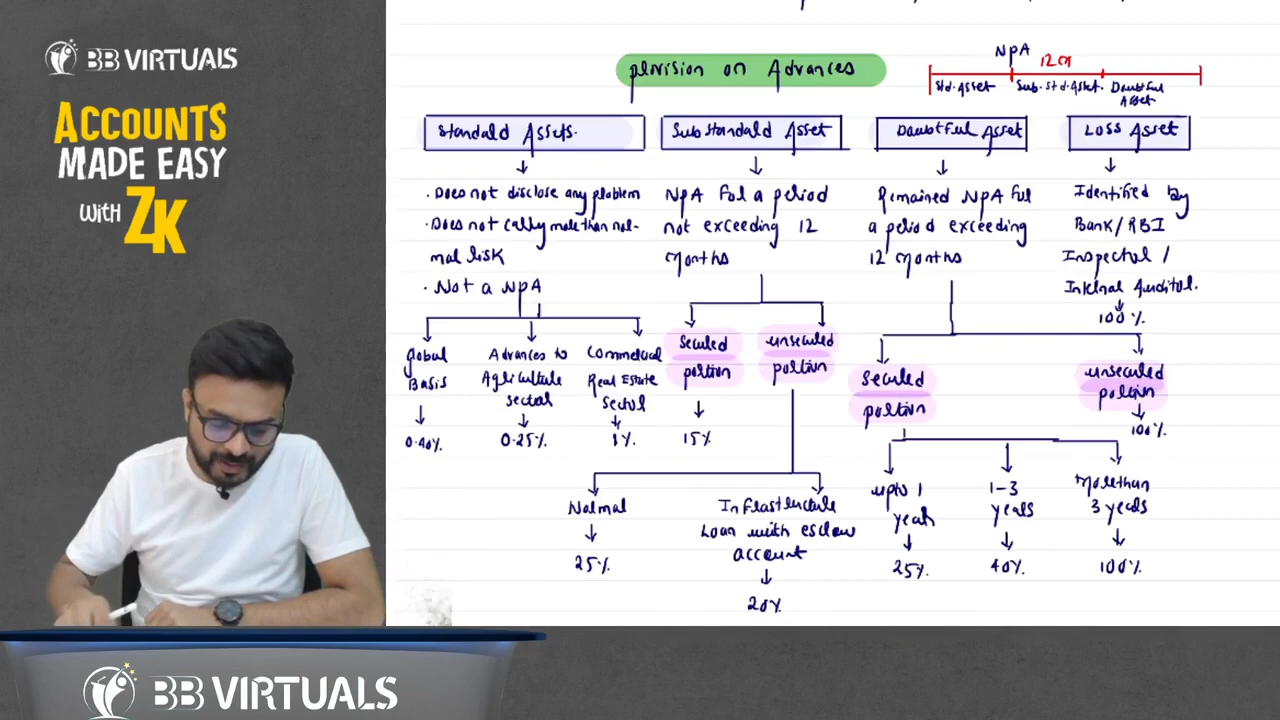 BB VIRTUALS
ACCOUNTS
MADE EASY
WITH ZK
Provision on Advances
NPA
12m
Std. Asset
Sub. std. Asset.
Doubtful
Asset
Standard Assets.
Substandard Asset
Doubtful Asset
Loss Asset
· Does not disclose any problem
· Does not carry more than nor-
mal risk
· Not a NPA
NPA for a period
not exceeding 12
months
Remained NPA for
a period exceeding
12 months
Identified by
Bank/RBI
Inspector/
Internal Auditor.
100%
Global
Basis
0.40%
Advances to
Agriculture
sector
0.25%
Commercial
Real Estate
Sector
1%
Secured
portion
15%
unsecured
portion
Secured
portion
unsecured
portion
100%
Normal
25%
Infrastructure
Loan with escrow
account
20%
upto 1
year
25%
1-3
years
40%
More than
3 years
100%
BB VIRTUALS